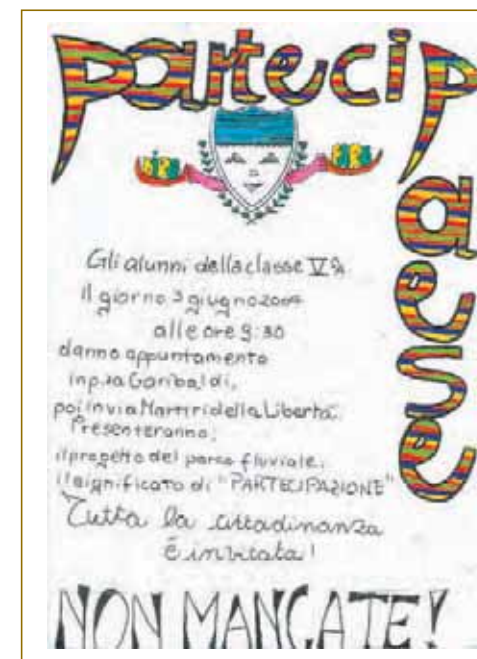 partecipaese
Gli alunni della classe V
il giorno 3 giugno 2004
alle ore 9:30
danno appuntamento
in p.za Garibaldi,
poi in via Martiri della Libertà.
Presenteranno:
il progetto del parco fluviale,
il significato di "PARTECIPAZIONE"
Tutta la cittadinanza
è invitata!
NON MANCATE!